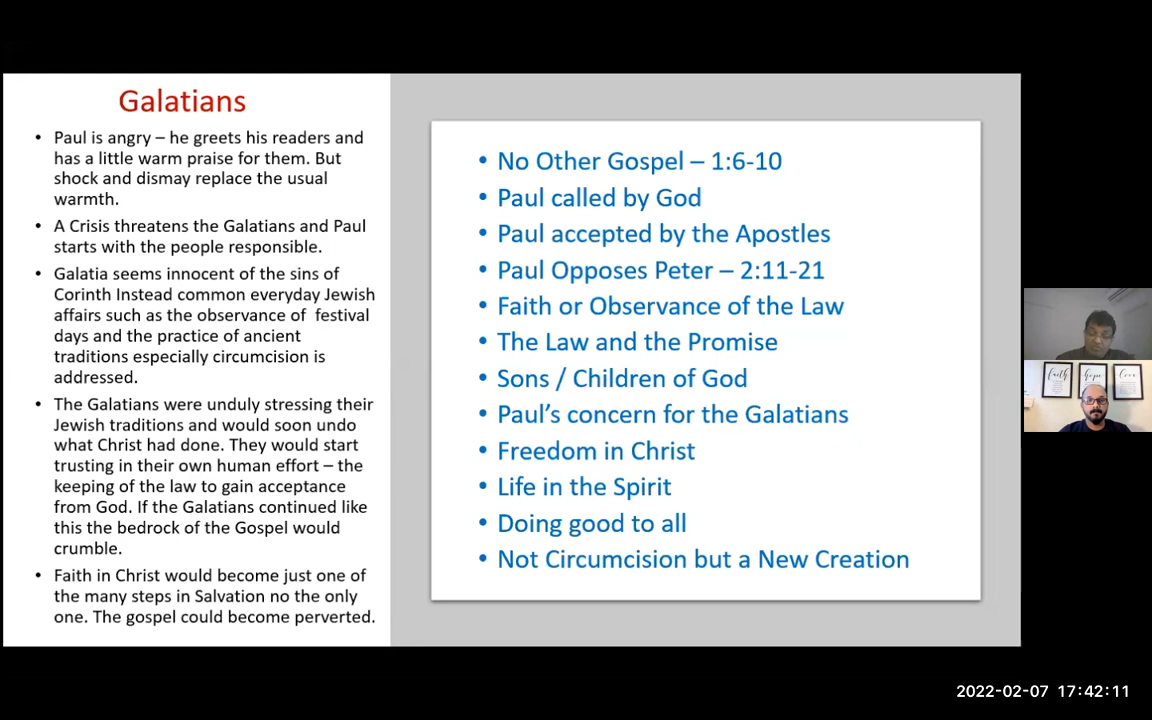 Galatians
• Paul is angry – he greets his readers and
has a little warm praise for them. But
shock and dismay replace the usual
warmth.
• A Crisis threatens the Galatians and Paul
starts with the people responsible.
• Galatia seems innocent of the sins of
Corinth Instead common everyday Jewish
affairs such as the observance of festival
days and the practice of ancient
traditions especially circumcision is
addressed.
• The Galatians were unduly stressing their
Jewish traditions and would soon undo
what Christ had done. They would start
trusting in their own human effort – the
keeping of the law to gain acceptance
from God. If the Galatians continued like
this the bedrock of the Gospel would
crumble.
• Faith in Christ would become just one of
the many steps in Salvation no the only
one. The gospel could become perverted.
• No Other Gospel – 1:6-10
• Paul called by God
• Paul accepted by the Apostles
• Paul Opposes Peter – 2:11-21
• Faith or Observance of the Law
• The Law and the Promise
• Sons / Children of God
• Paul's concern for the Galatians
• Freedom in Christ
• Life in the Spirit
• Doing good to all
• Not Circumcision but a New Creation
faith
hope
love
2022-02-07 17:42:11